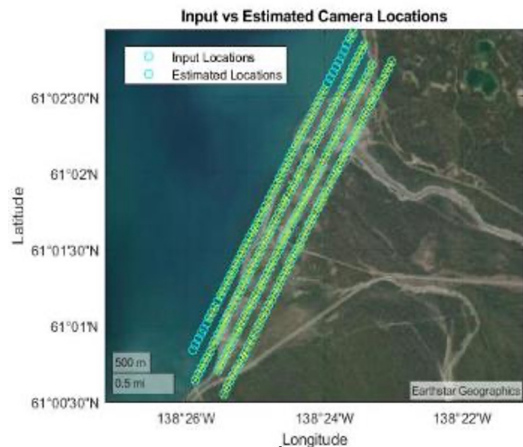 Input vs Estimated Camera Locations
Input Locations
Estimated Locations
61°02'30"N
61°02'N
61°01'30"N
61°01'N
61°00'30"N
Latitude
500 m
0.5 mi
Earthstar Geographics
138°26'W
138°24'W
138°22'W
Longitude